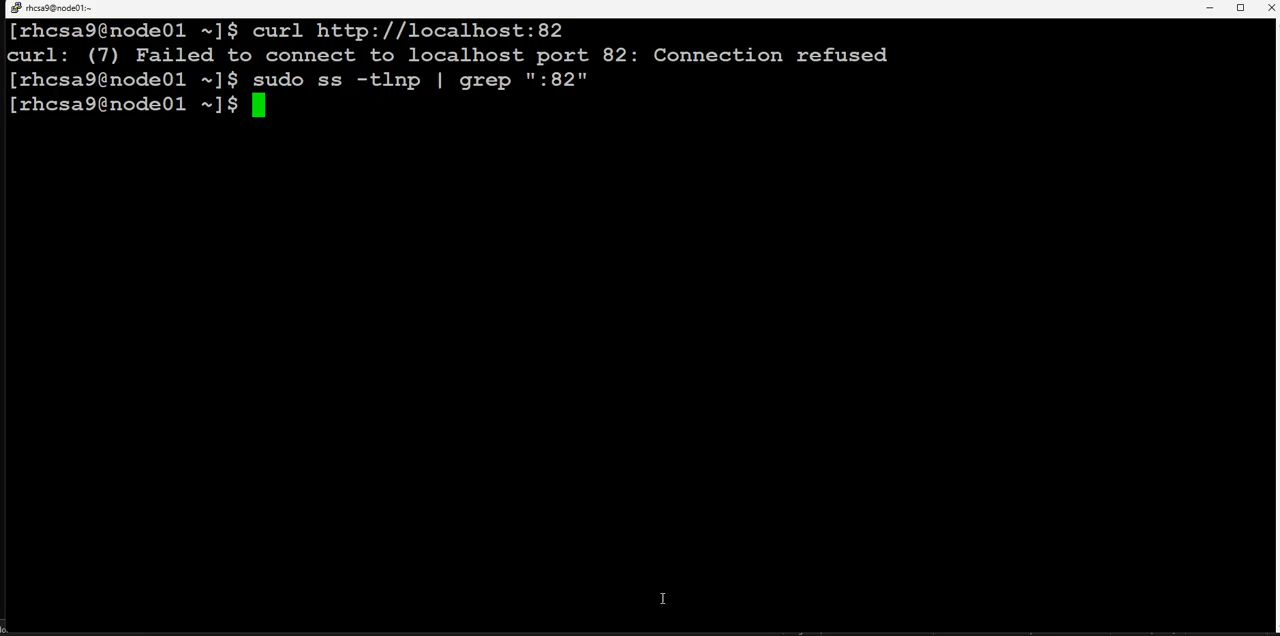 rhcsa9@node01:~
[rhcsa9@node01 ~]$ curl http://localhost:82
curl: (7) Failed to connect to localhost port 82: Connection refused
[rhcsa9@node01 ~]$ sudo ss -tlnp | grep ":82"
[rhcsa9@node01 ~]$